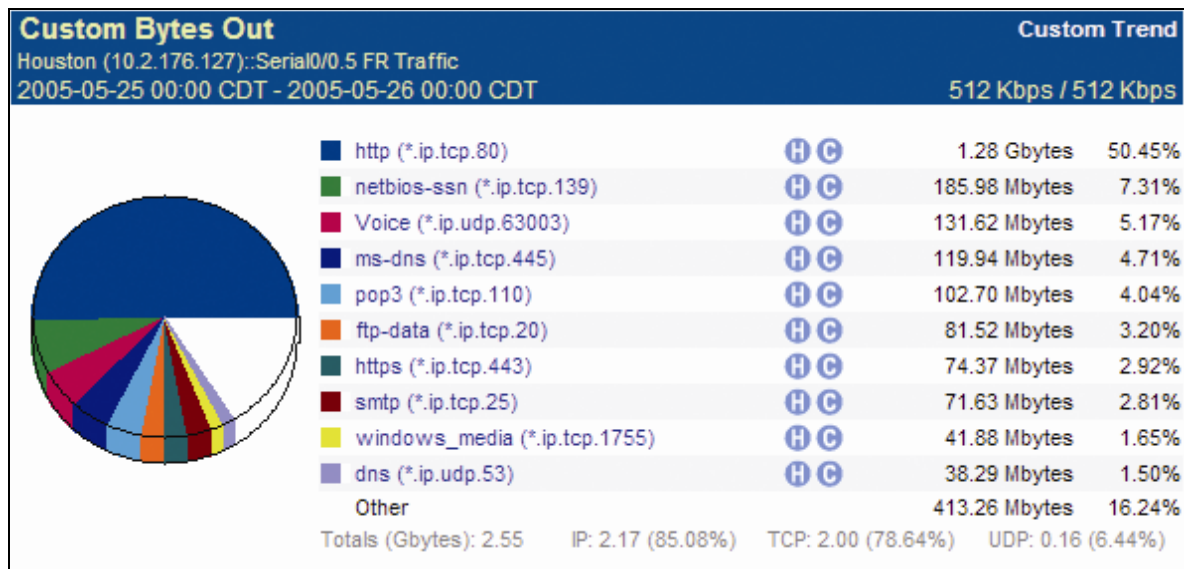 Custom Bytes Out Custom Trend
Houston (10.2.176.127)::Serial0/0.5 FR Traffic
2005-05-25 00:00 CDT - 2005-05-26 00:00 CDT 512 Kbps / 512 Kbps
http (*.ip.tcp.80) H C 1.28 Gbytes 50.45%
netbios-ssn (*.ip.tcp.139) H C 185.98 Mbytes 7.31%
Voice (*.ip.udp.63003) H C 131.62 Mbytes 5.17%
ms-dns (*.ip.tcp.445) H C 119.94 Mbytes 4.71%
pop3 (*.ip.tcp.110) H C 102.70 Mbytes 4.04%
ftp-data (*.ip.tcp.20) H C 81.52 Mbytes 3.20%
https (*.ip.tcp.443) H C 74.37 Mbytes 2.92%
smtp (*.ip.tcp.25) H C 71.63 Mbytes 2.81%
windows_media (*.ip.tcp.1755) H C 41.88 Mbytes 1.65%
dns (*.ip.udp.53) H C 38.29 Mbytes 1.50%
Other 413.26 Mbytes 16.24%
Totals (Gbytes): 2.55 IP: 2.17 (85.08%) TCP: 2.00 (78.64%) UDP: 0.16 (6.44%)